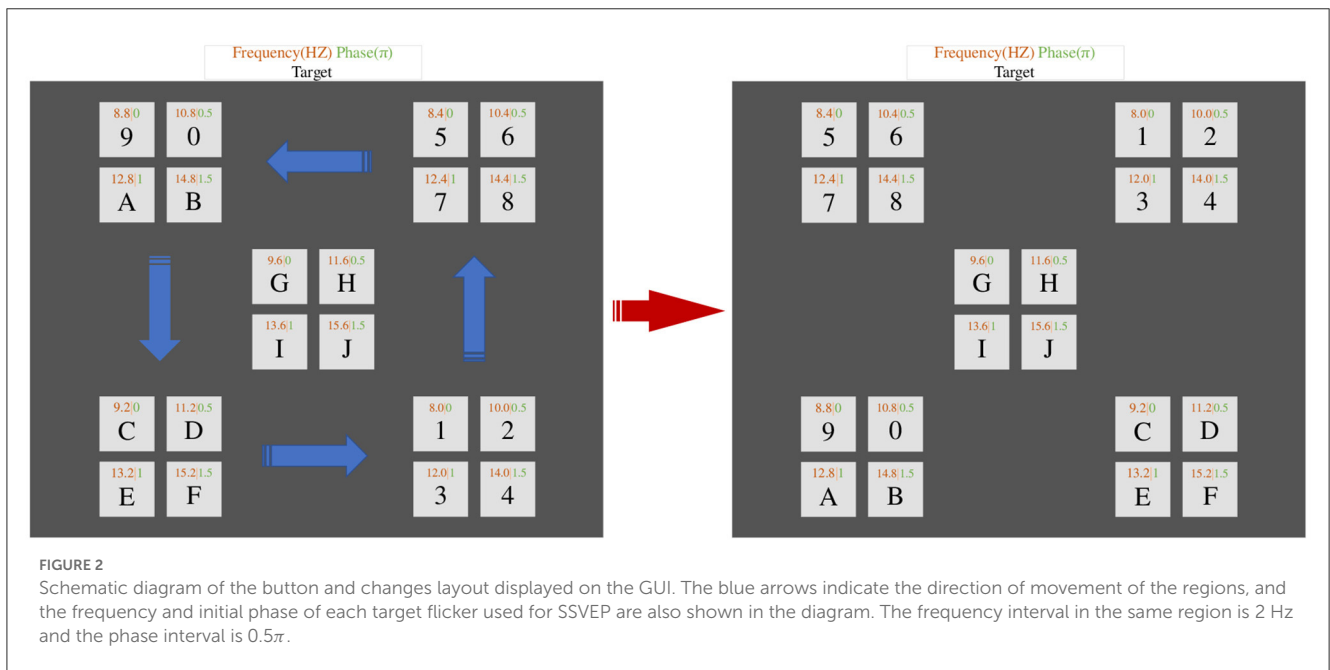 Frequency(HZ) Phase(π)
Target
8.8|0 10.8|0.5
9 0
12.8|1 14.8|1.5
A B
8.4|0 10.4|0.5
5 6
12.4|1 14.4|1.5
7 8
9.6|0 11.6|0.5
G H
13.6|1 15.6|1.5
I J
9.2|0 11.2|0.5
C D
13.2|1 15.2|1.5
E F
8.0|0 10.0|0.5
1 2
12.0|1 14.0|1.5
3 4
Frequency(HZ) Phase(π)
Target
8.4|0 10.4|0.5
5 6
12.4|1 14.4|1.5
7 8
8.0|0 10.0|0.5
1 2
12.0|1 14.0|1.5
3 4
9.6|0 11.6|0.5
G H
13.6|1 15.6|1.5
I J
8.8|0 10.8|0.5
9 0
12.8|1 14.8|1.5
A B
9.2|0 11.2|0.5
C D
13.2|1 15.2|1.5
E F
FIGURE 2
Schematic diagram of the button and changes layout displayed on the GUI. The blue arrows indicate the direction of movement of the regions, and
the frequency and initial phase of each target flicker used for SSVEP are also shown in the diagram. The frequency interval in the same region is 2 Hz
and the phase interval is 0.5π.